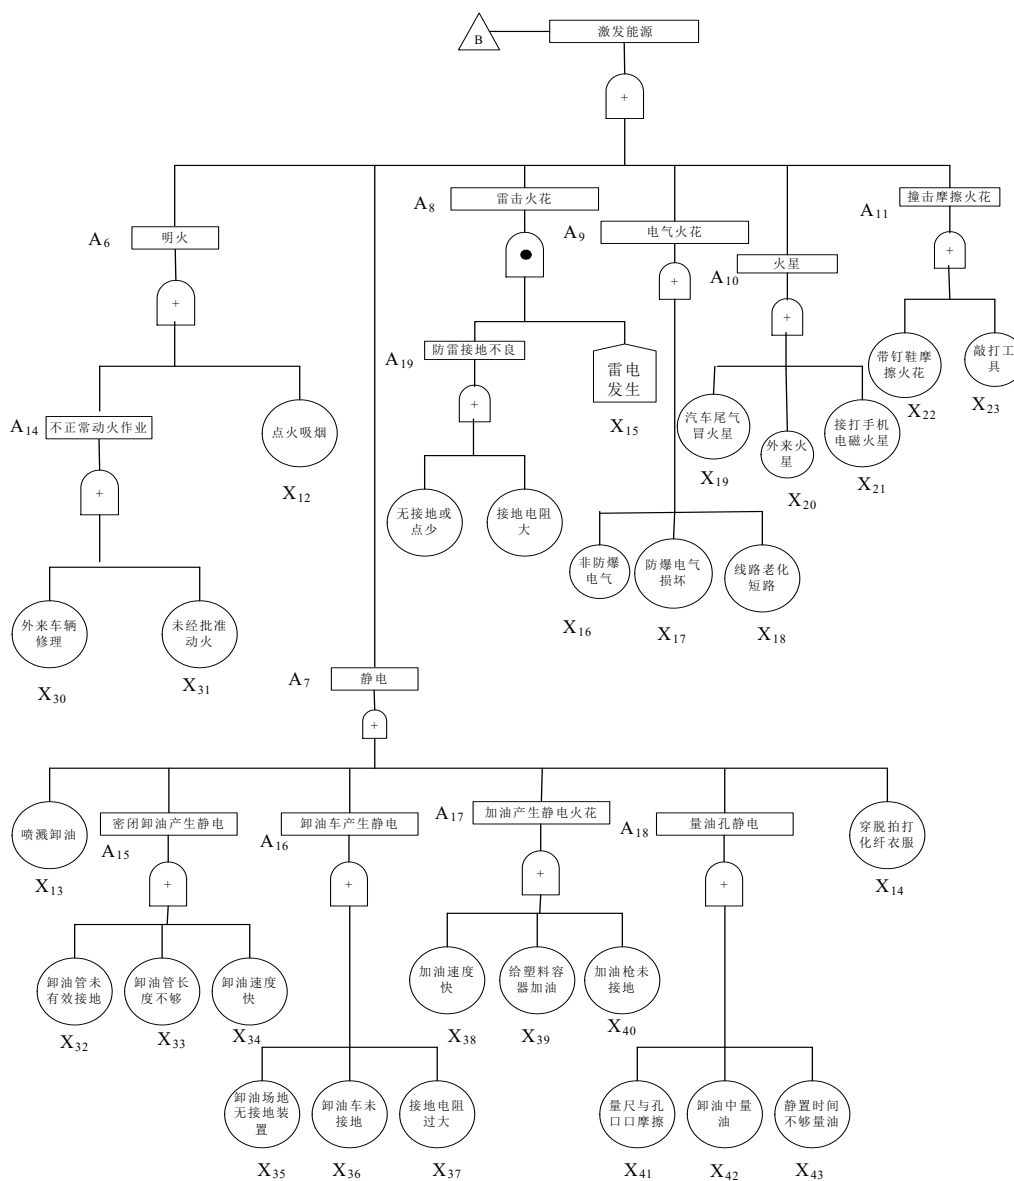 B
激发能源
+
A8
雷击火花
A11
撞击摩擦火花
A6
明火
A9
电气火花
+
A10
火星
+
+
+
+
A19
防雷接地不良
雷电
发生
X15
带钉鞋摩
擦火花
X22
敲打工
具
X23
A14
不正常动火作业
点火吸烟
X12
+
汽车尾气
冒火星
X19
外来火
星
X20
接打手机
电磁火星
X21
+
无接地或
点少
接地电阻
大
非防爆
电气
X16
防爆电气
损坏
X17
线路老化
短路
X18
外来车辆
修理
X30
未经批准
动火
X31
A7
静电
+
喷溅卸油
X13
密闭卸油产生静电
A15
卸油车产生静电
A16
A17
加油产生静电火花
A18
量油孔静电
穿脱拍打
化纤衣服
X14
+
+
+
+
卸油管未
有效接地
X32
卸油管长
度不够
X33
卸油速度
快
X34
加油速度
快
X38
给塑料容
器加油
X39
加油枪未
接地
X40
卸油场地
无接地装
置
X35
卸油车未
接地
X36
接地电阻
过大
X37
量尺与孔
口口摩擦
X41
卸油中量
油
X42
静置时间
不够量油
X43